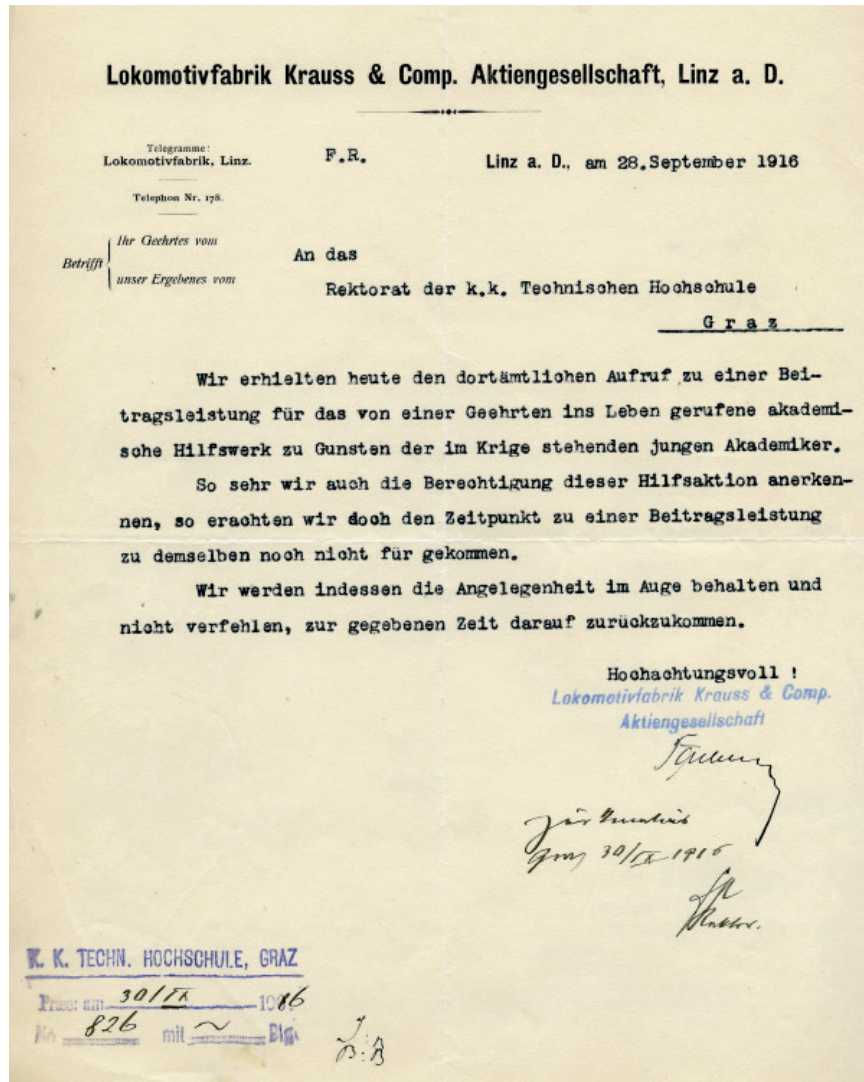 Lokomotivfabrik Krauss & Comp. Aktiengesellschaft, Linz a. D.
Telegramme:
Lokomotivfabrik, Linz.
Telephon Nr. 178.
F.R.
Linz a. D., am 28.September 1916
Betrifft
Ihr Geehrtes vom
unser Ergebenes vom
An das
Rektorat der k.k. Technischen Hochschule
Graz
Wir erhielten heute den dortämtlichen Aufruf zu einer Bei-
tragsleistung für das von einer Geehrten ins Leben gerufene akademi-
sche Hilfswerk zu Gunsten der im Krige stehenden jungen Akademiker.
So sehr wir auch die Berechtigung dieser Hilfsaktion anerken-
nen, so erachten wir doch den Zeitpunkt zu einer Beitragsleistung
zu demselben noch nicht für gekommen.
Wir werden indessen die Angelegenheit im Auge behalten und
nicht verfehlen, zur gegebenen Zeit darauf zurückzukommen.
Hochachtungsvoll !
Lokomotivfabrik Krauss & Comp.
Aktiengesellschaft
30/IX 1916
Rektor.
K. K. TECHN. HOCHSCHULE, GRAZ
Präs: am 30/IX 1916
No 826 mit ~ Blg.